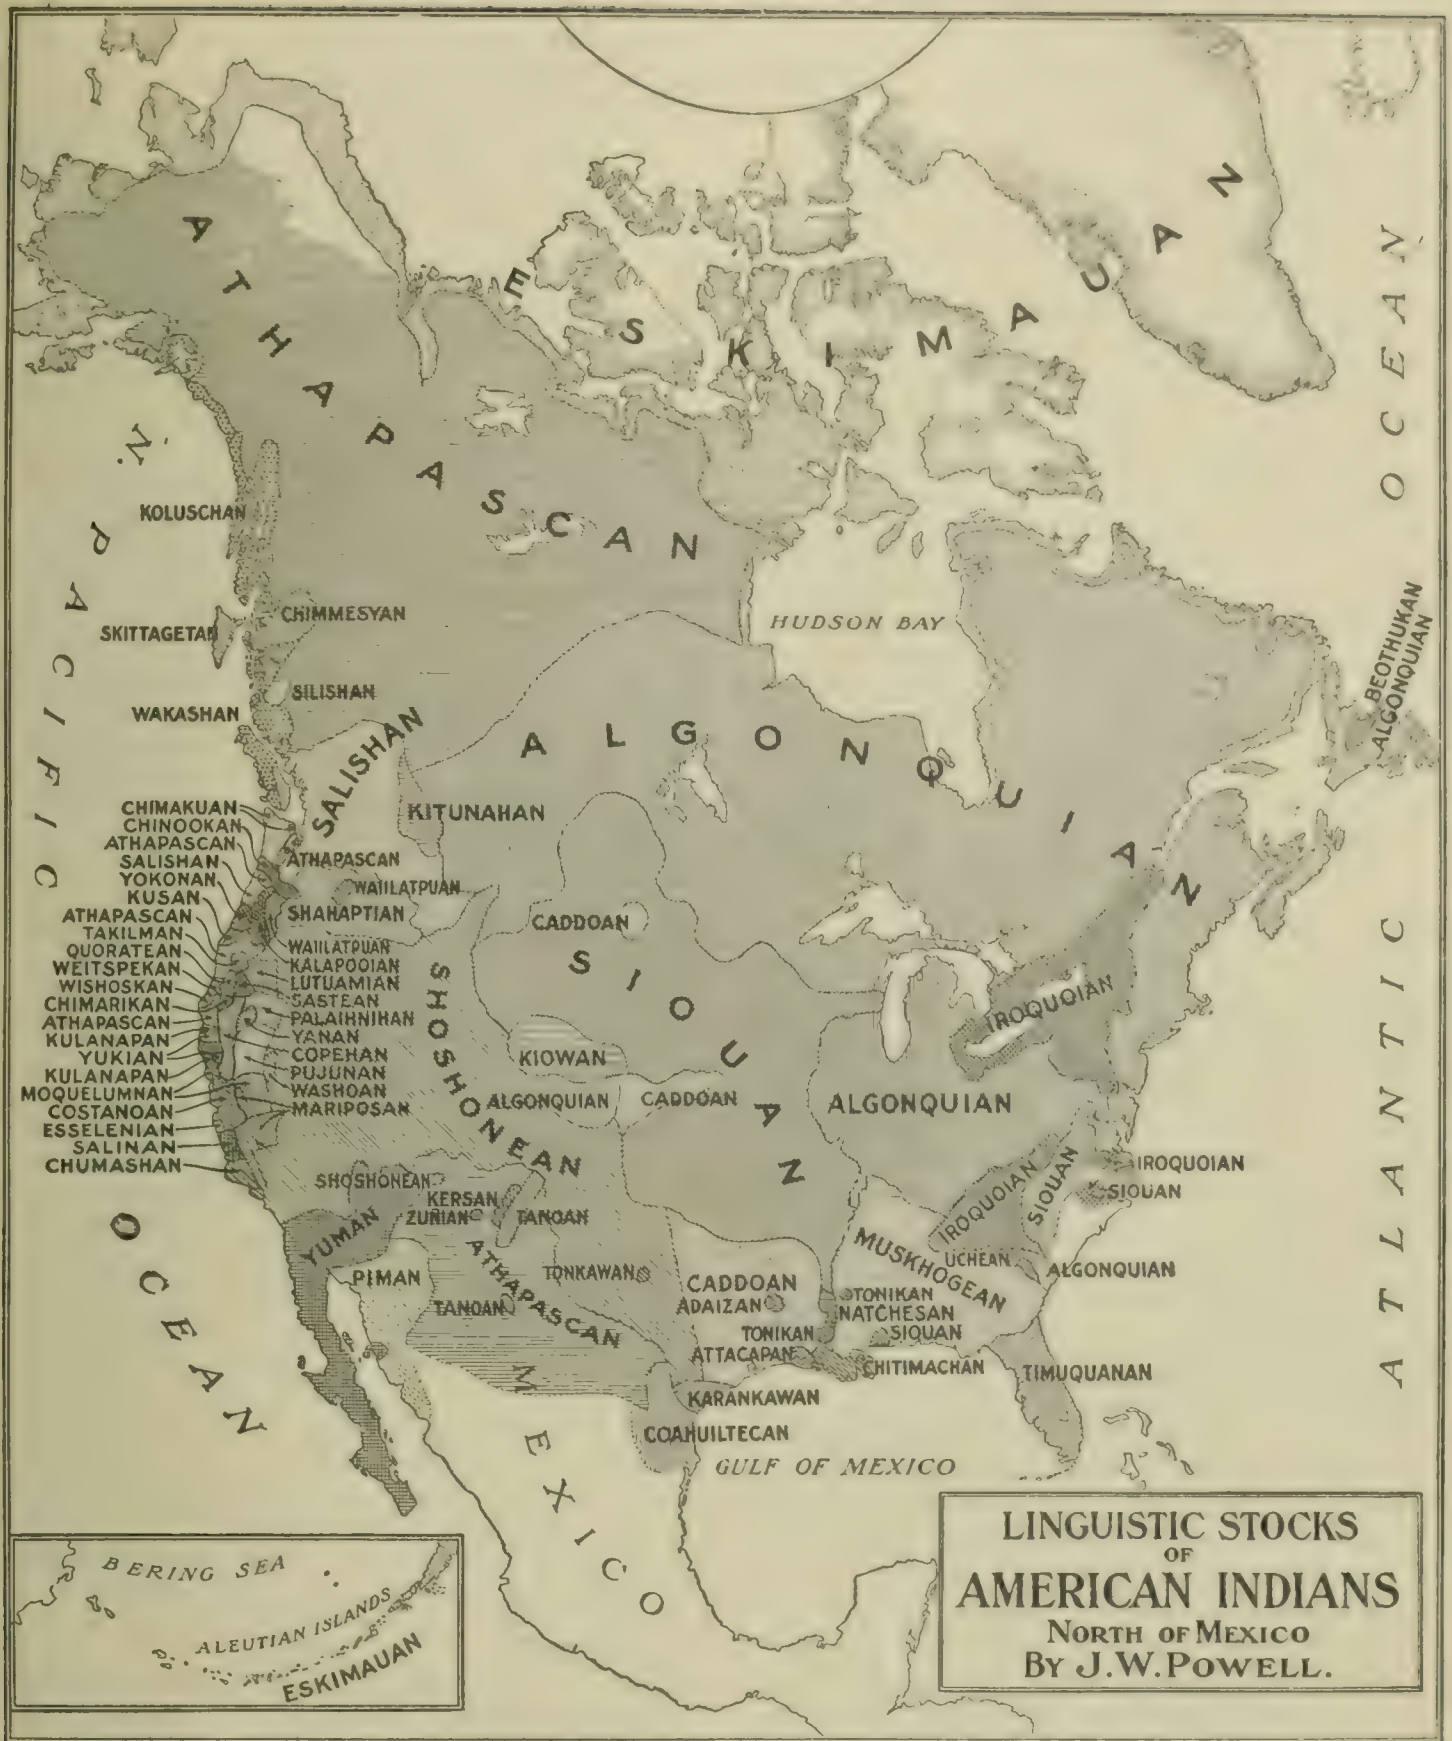 ATHAPASCAN
ESKIMAUAN
N. PACIFIC OCEAN
ATLANTIC OCEAN
KOLUSCHAN
CHIMMESYAN
SKITTAGETAN
SILISHAN
WAKASHAN
HUDSON BAY
BEOTHUKAN
ALGONQUIAN
ALGONQUIAN
SALISHAN
KITUNAHAN
CHIMAKUAN
CHINOOKAN
ATHAPASCAN
SALISHAN
YOKONAN
KUSAN
ATHAPASCAN
TAKILMAN
QUORATEAN
WEITSPEKAN
WISHOSKAN
CHIMARIKAN
ATHAPASCAN
KULANAPAN
YUKIAN
KULANAPAN
MOQUELUMNAN
COSTANOAN
ESSELENIAN
SALINAN
CHUMASHAN
ATHAPASCAN
WAIILATPUAN
SHAHAPTIAN
WAIILATPUAN
KALAPOOIAN
LUTUAMIAN
SASTEAN
PALAIHNIHAN
YANAN
COPEHAN
PUJUNAN
WASHOAN
MARIPOSAN
SHOSHONEAN
CADDOAN
SIOUAN
KIOWAN
ALGONQUIAN
CADDOAN
ALGONQUIAN
IROQUOIAN
IROQUOIAN
SIOUAN
IROQUOIAN
SIOUAN
SHOSHONEAN
KERSAN
ZUÑIAN
TANOAN
YUMAN
PIMAN
ATHAPASCAN
TANOAN
TONKAWAN
CADDOAN
ADAIZAN
MUSKHOGEAN
UCHEAN
ALGONQUIAN
TONIKAN
NATCHESAN
SIQUAN
TONIKAN
ATTACAPAN
CHITIMACHAN
TIMUQUANAN
KARANKAWAN
COAHUILTECAN
GULF OF MEXICO
MEXICO
BERING SEA
ALEUTIAN ISLANDS
ESKIMAUAN
LINGUISTIC STOCKS
OF
AMERICAN INDIANS
NORTH OF MEXICO
BY J.W. POWELL.